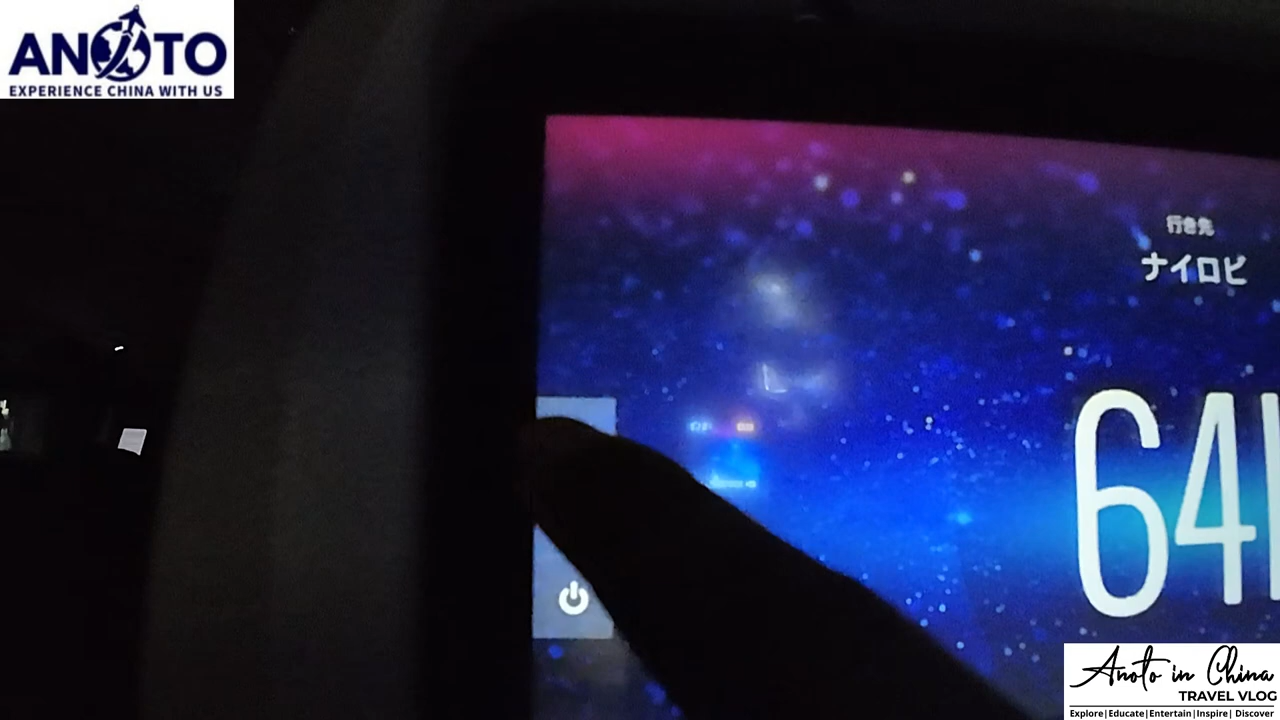 ANOTO
EXPERIENCE CHINA WITH US
行き先
ナイロビ
64
Anoto in China
TRAVEL VLOG
Explore|Educate|Entertain|Inspire| Discover